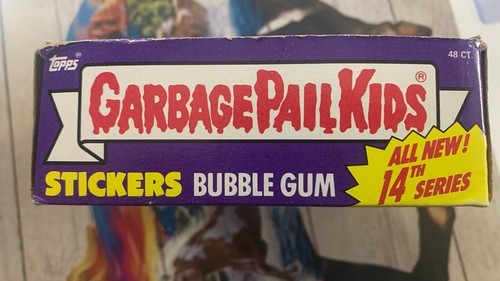 topps®
48 CT.
GARBAGE PAIL KIDS®
ALL NEW!
14TH SERIES
STICKERS BUBBLE GUM